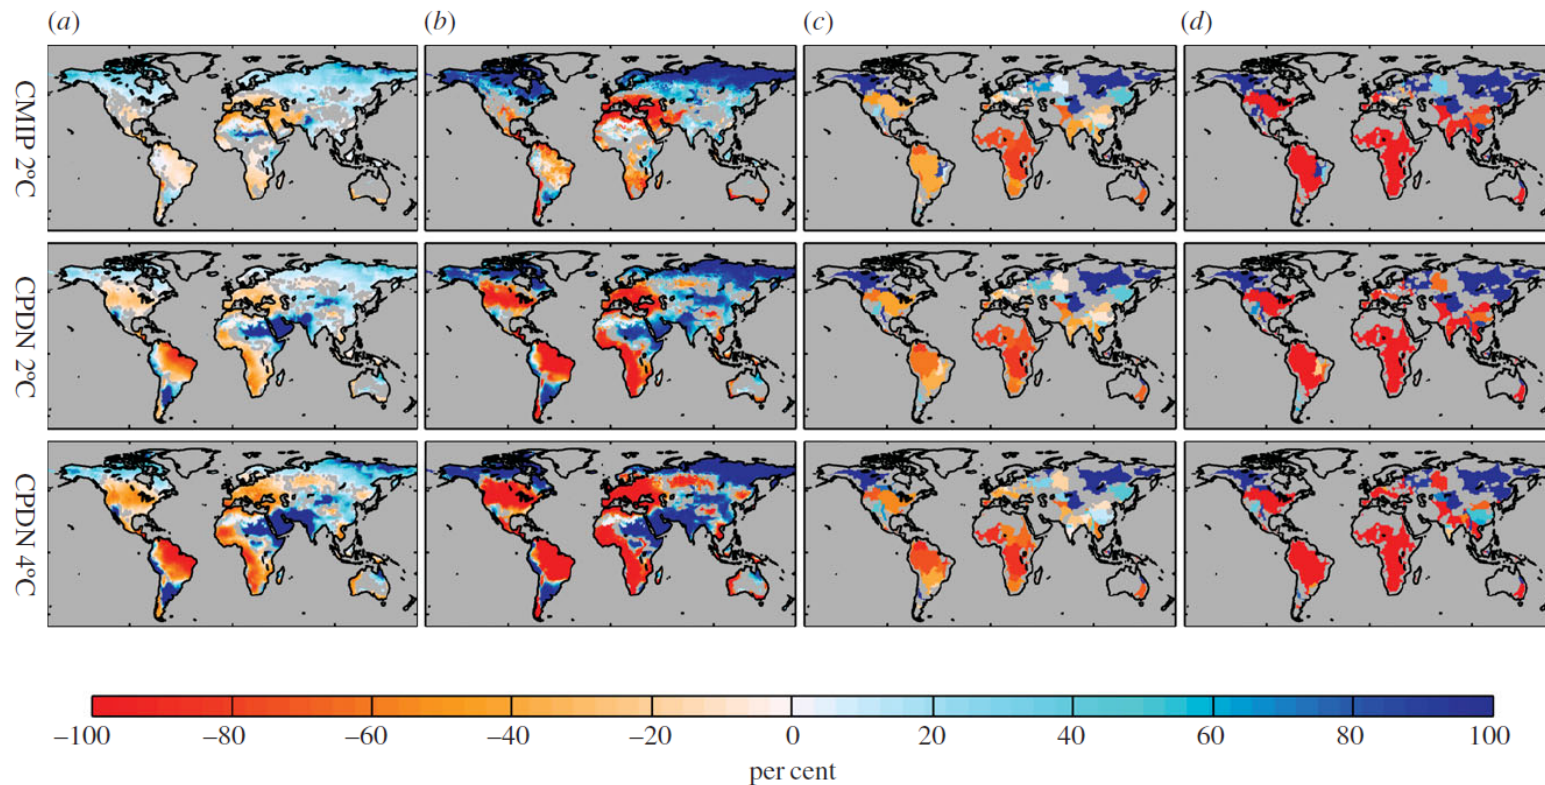 (a) (b) (c) (d)
CMIP 2°C
CPDN 2°C
CPDN 4°C
–100 –80 –60 –40 –20 0 20 40 60 80 100
per cent